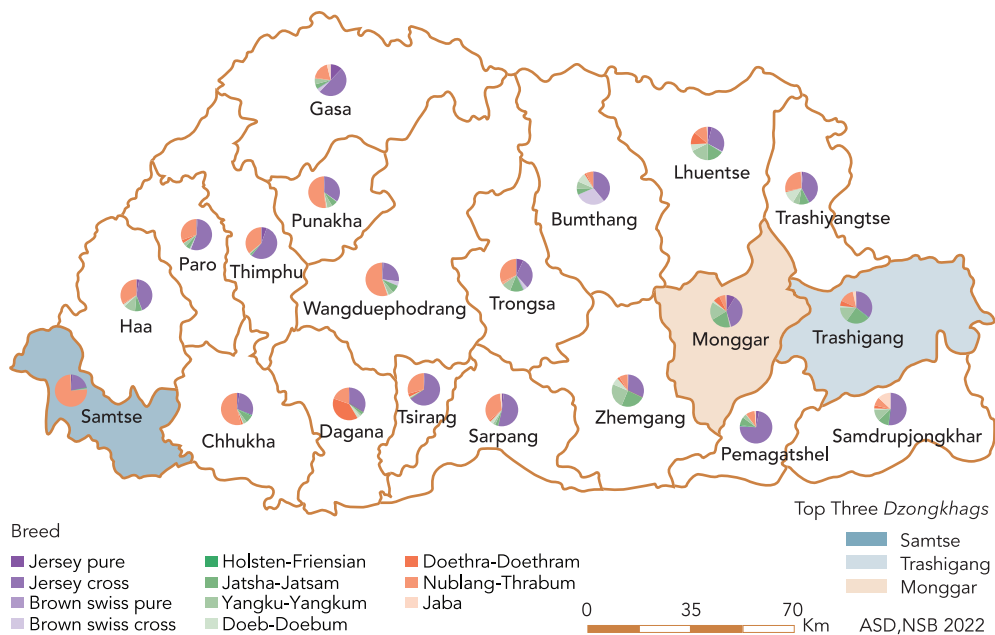 Gasa
Lhuentse
Punakha
Bumthang
Trashiyangtse
Paro
Thimphu
Wangduephodrang
Trongsa
Haa
Monggar
Trashigang
Samtse
Chhukha
Dagana
Tsirang
Sarpang
Zhemgang
Pemagatshel
Samdrupjongkhar
Top Three Dzongkhags
Samtse
Trashigang
Monggar
Breed
Jersey pure
Jersey cross
Brown swiss pure
Brown swiss cross
Holsten-Friensian
Jatsha-Jatsam
Yangku-Yangkum
Doeb-Doebum
Doethra-Doethram
Nublang-Thrabum
Jaba
0 35 70
Km
ASD,NSB 2022